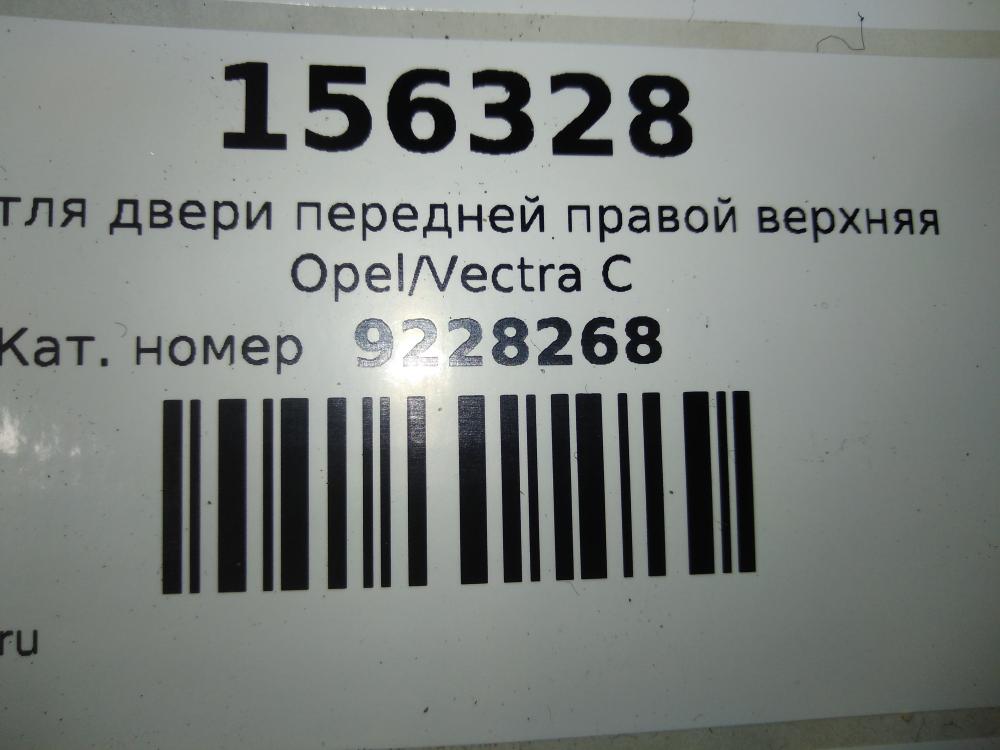 156328
тля двери передней правой верхняя
Opel/Vectra C
Кат. номер 9228268
ru